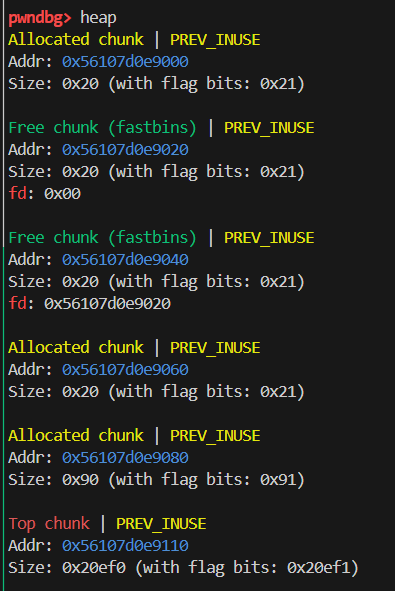 pwndbg> heap
Allocated chunk | PREV_INUSE
Addr: 0x56107d0e9000
Size: 0x20 (with flag bits: 0x21)
Free chunk (fastbins) | PREV_INUSE
Addr: 0x56107d0e9020
Size: 0x20 (with flag bits: 0x21)
fd: 0x00
Free chunk (fastbins) | PREV_INUSE
Addr: 0x56107d0e9040
Size: 0x20 (with flag bits: 0x21)
fd: 0x56107d0e9020
Allocated chunk | PREV_INUSE
Addr: 0x56107d0e9060
Size: 0x20 (with flag bits: 0x21)
Allocated chunk | PREV_INUSE
Addr: 0x56107d0e9080
Size: 0x90 (with flag bits: 0x91)
Top chunk | PREV_INUSE
Addr: 0x56107d0e9110
Size: 0x20ef0 (with flag bits: 0x20ef1)